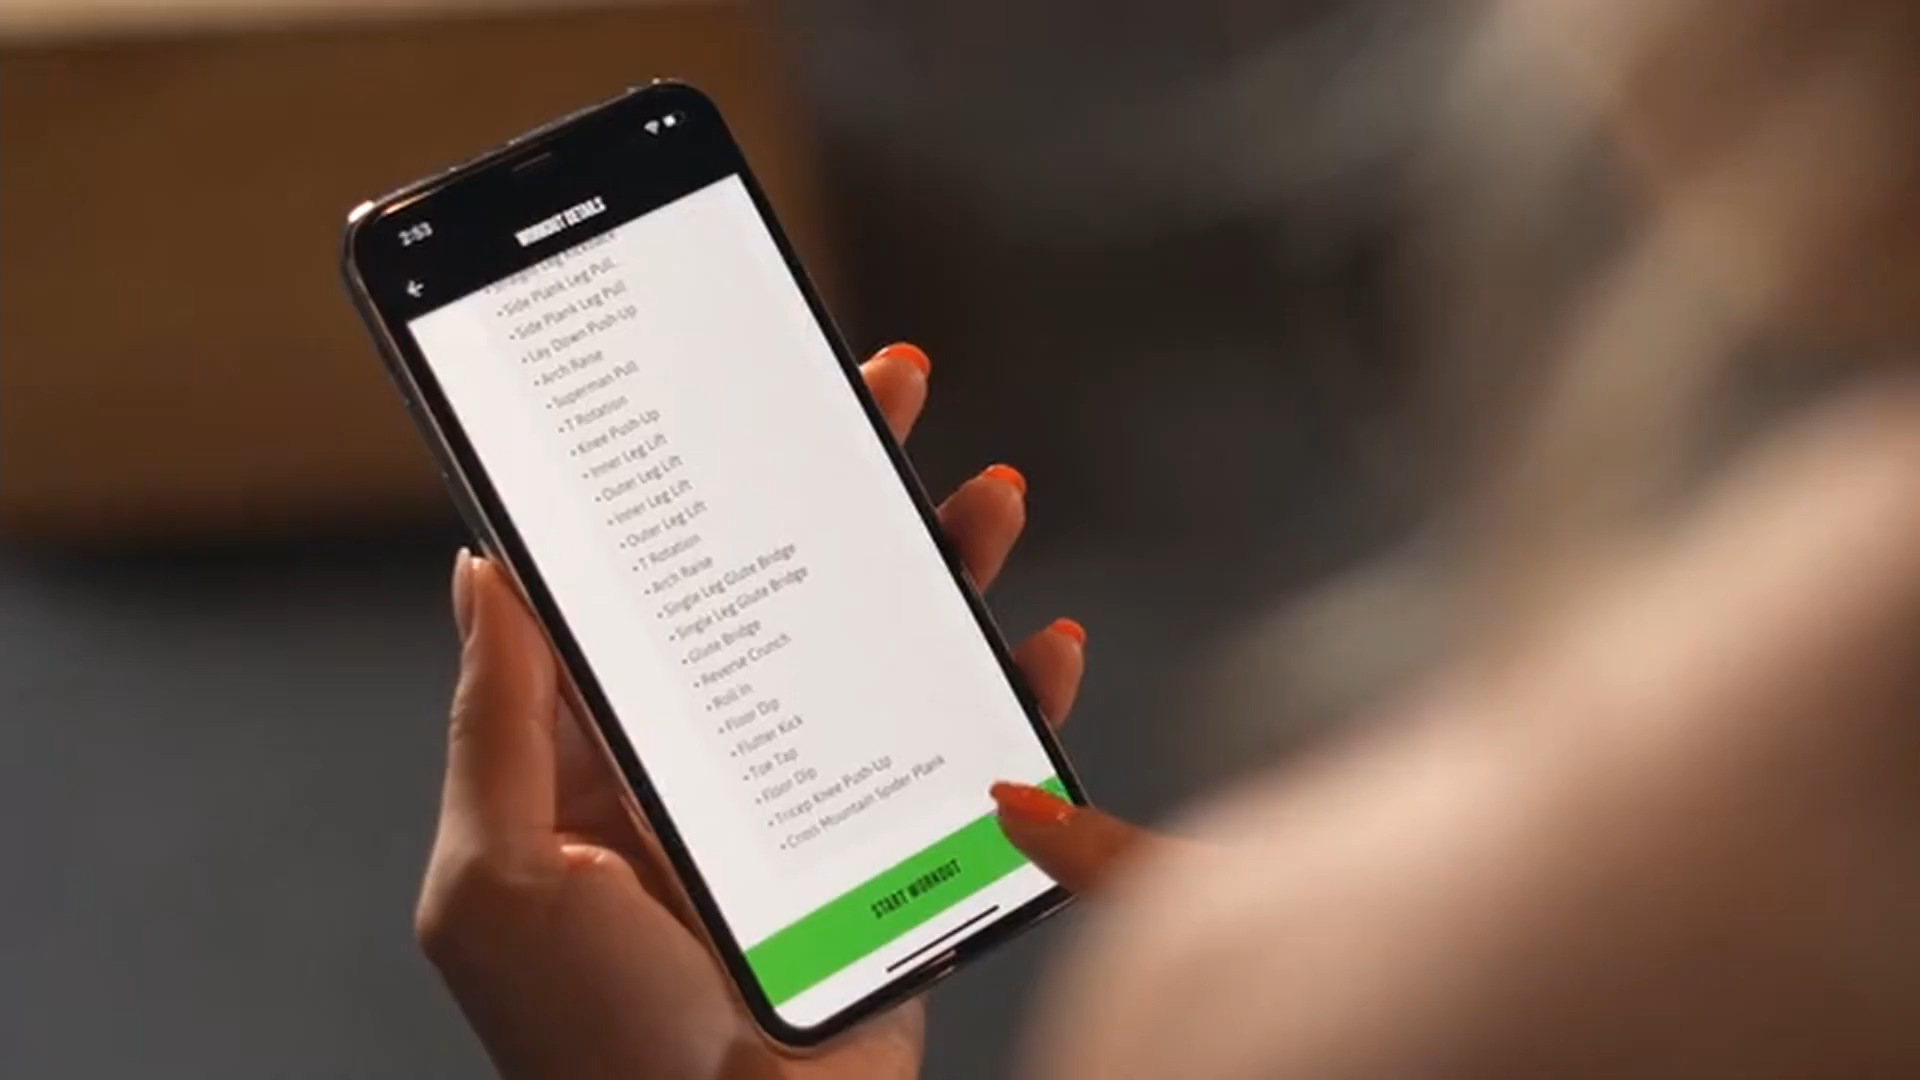 2:53
WORKOUT DETAILS
• Straight Leg Kickback
• Side Plank Leg Pull
• Side Plank Leg Pull
• Lay Down Push-Up
• Arch Raise
• Superman Pull
• T Rotation
• Knee Push-Up
• Inner Leg Lift
• Outer Leg Lift
• Inner Leg Lift
• Outer Leg Lift
• T Rotation
• Arch Raise
• Single Leg Glute Bridge
• Single Leg Glute Bridge
• Glute Bridge
• Reverse Crunch
• Roll In
• Floor Dip
• Flutter Kick
• Toe Tap
• Floor Dip
• Tricep Knee Push-Up
• Cross Mountain Spider Plank
START WORKOUT